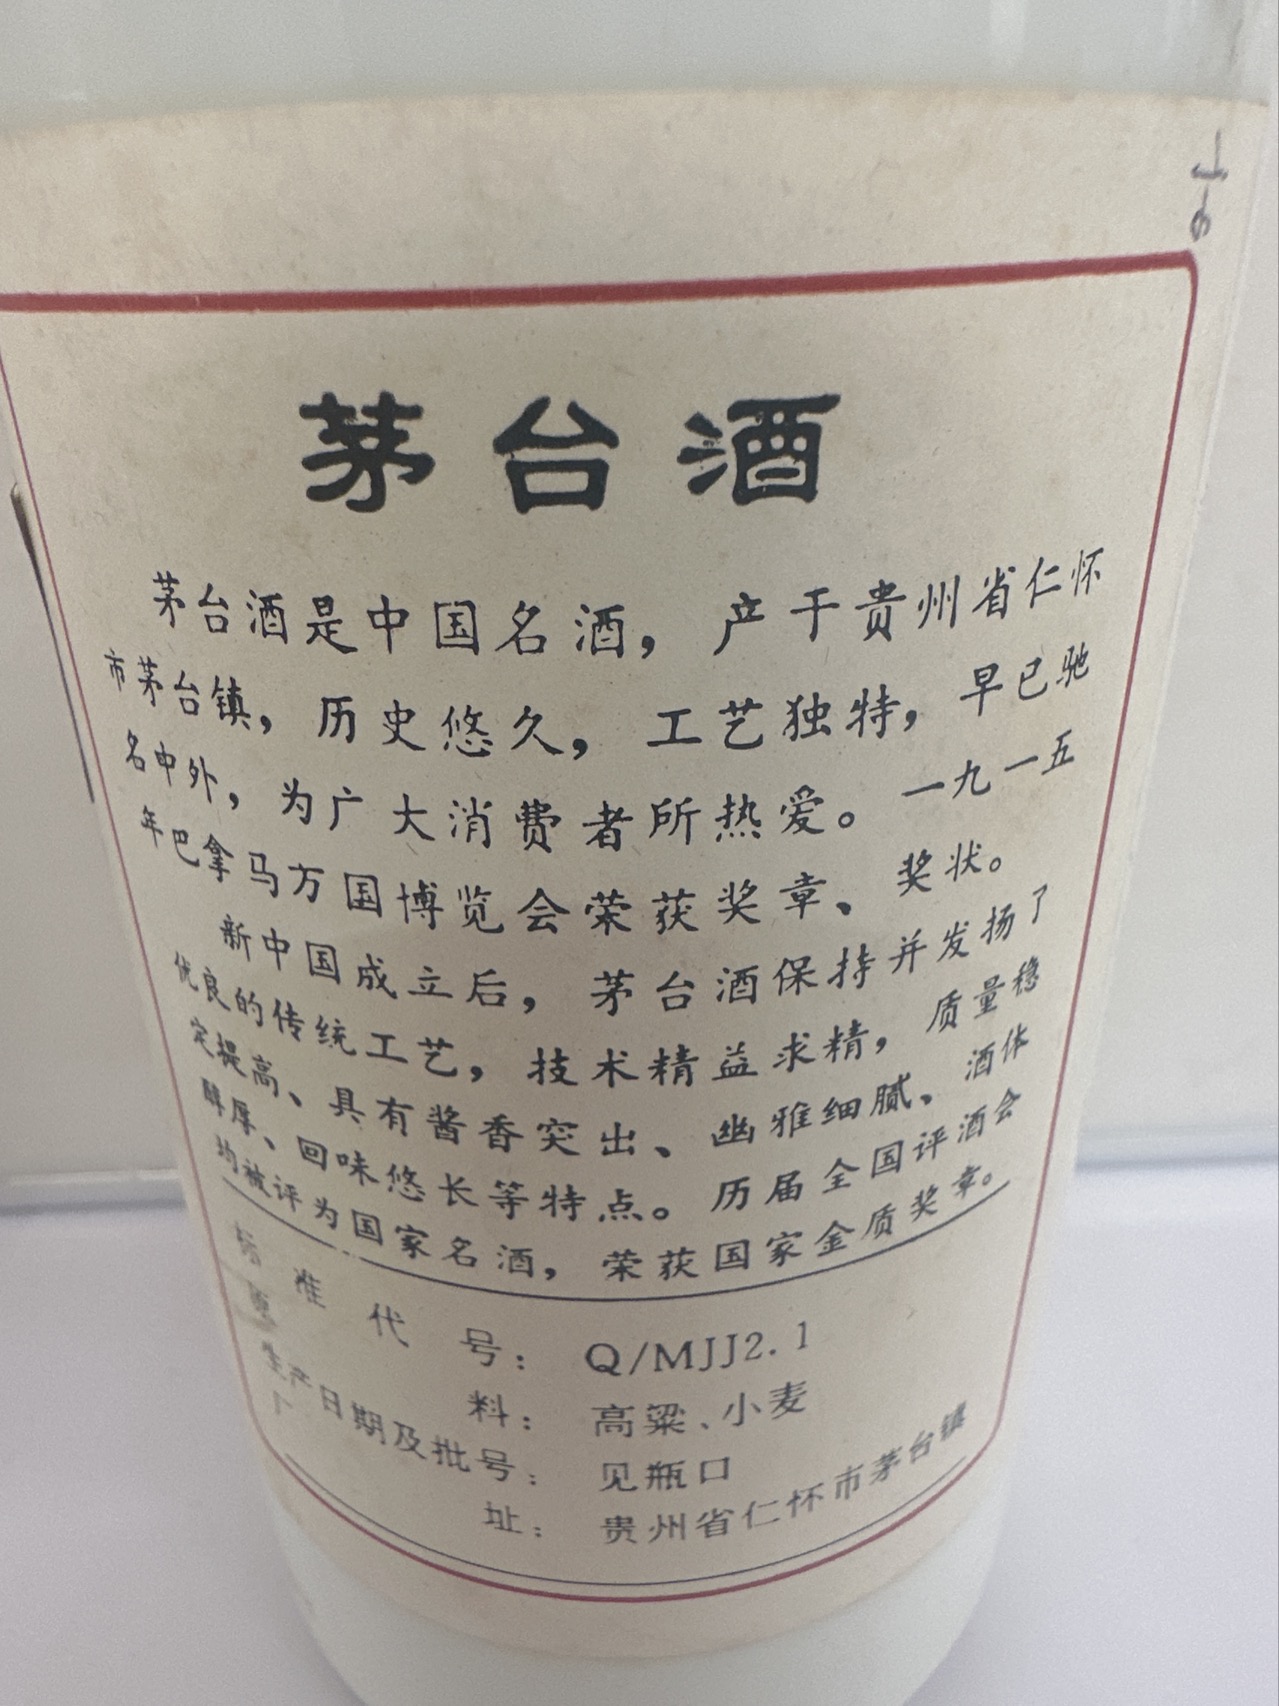 茅台酒
茅台酒是中国名酒，产于贵州省仁怀
市茅台镇，历史悠久，工艺独特，早已驰
名中外，为广大消费者所热爱。一九一五
年巴拿马万国博览会荣获奖章、奖状。
新中国成立后，茅台酒保持并发扬了
优良的传统工艺，技术精益求精，质量稳
定提高、具有酱香突出、幽雅细腻、酒体
醇厚、回味悠长等特点。历届全国评酒会
均被评为国家名酒，荣获国家金质奖章。
标准代号：Q/MJJ2.1
原料：高粱、小麦
生产日期及批号：见瓶口
厂址：贵州省仁怀市茅台镇